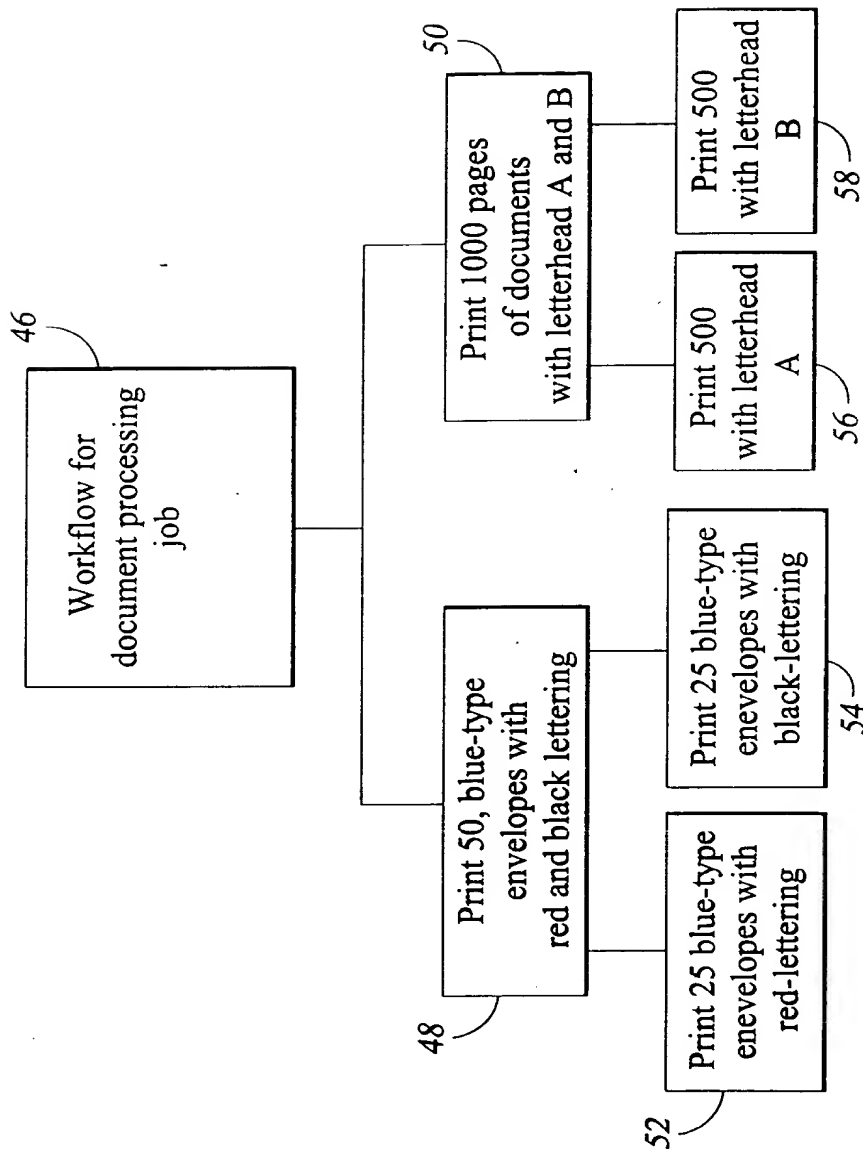 46
Workflow for
document processing
job
48
Print 50, blue-type
envelopes with
red and black lettering
50
Print 1000 pages
of documents
with letterhead A and B
52
Print 25 blue-type
enevelopes with
red-lettering
54
Print 25 blue-type
enevelopes with
black-lettering
56
Print 500
with letterhead
A
58
Print 500
with letterhead
B